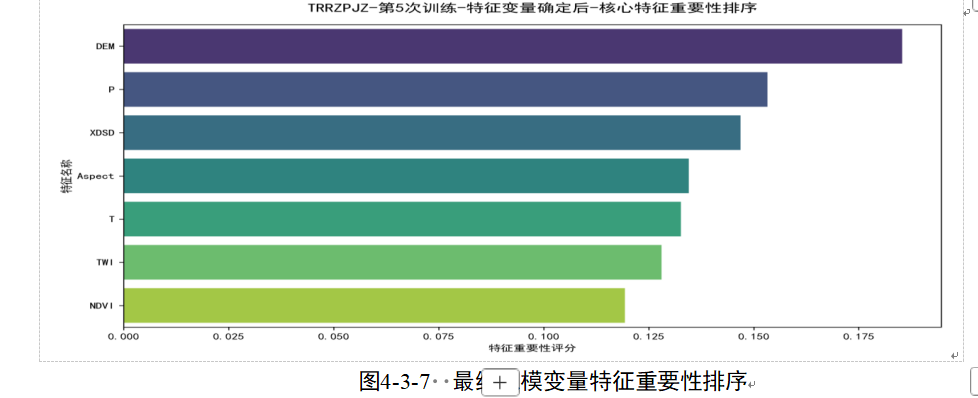 TRRZPJZ-第5次训练-特征变量确定后-核心特征重要性排序
DEM
P
XDSD
Aspect
T
TWI
NDVI
特征名称
0.000 0.025 0.050 0.075 0.100 0.125 0.150 0.175
特征重要性评分
图4-3-7 最 模变量特征重要性排序